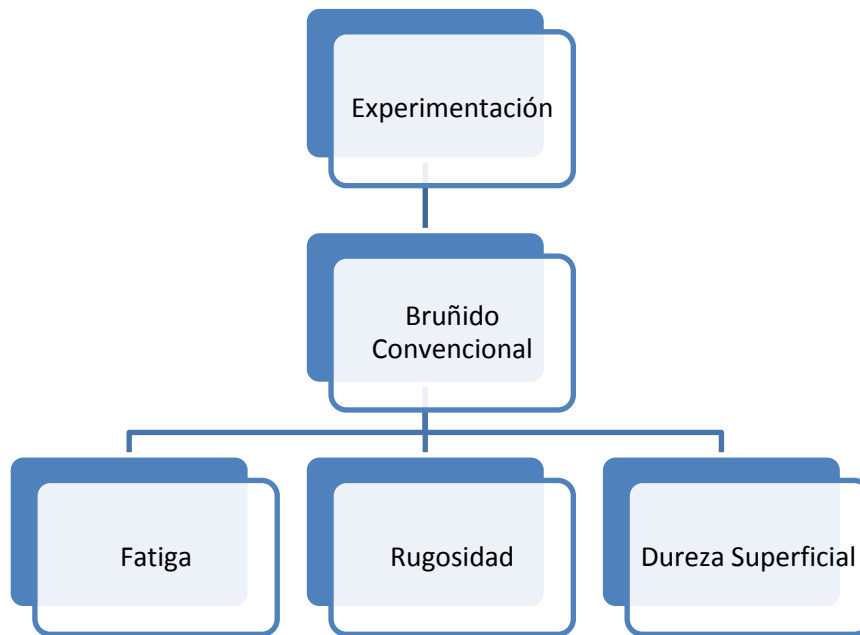 Experimentación
Bruñido
Convencional
Fatiga
Rugosidad
Dureza Superficial